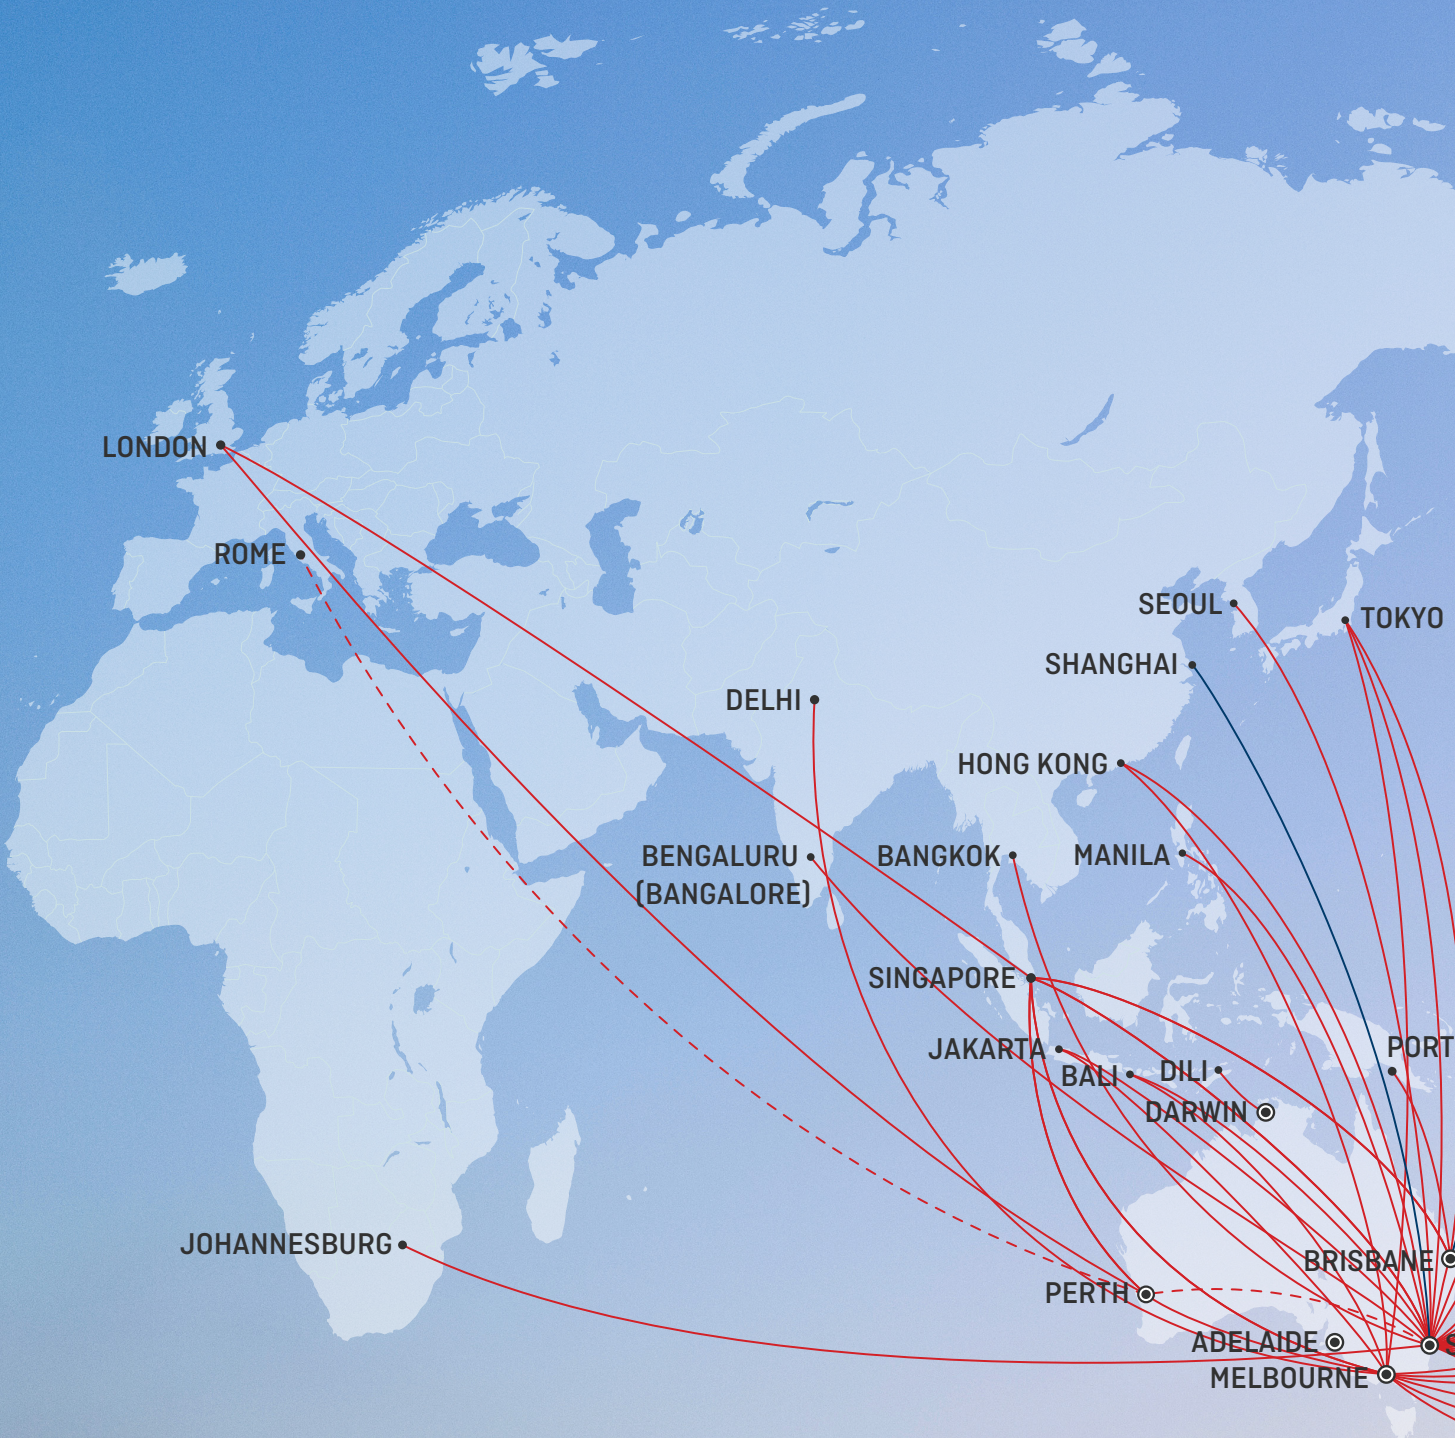 LONDON
ROME
SEOUL
TOKYO
SHANGHAI
DELHI
HONG KONG
BENGALURU
(BANGALORE)
BANGKOK
MANILA
SINGAPORE
JAKARTA
PORT
BALI
DILI
DARWIN
JOHANNESBURG
BRISBANE
PERTH
ADELAIDE
S
MELBOURNE